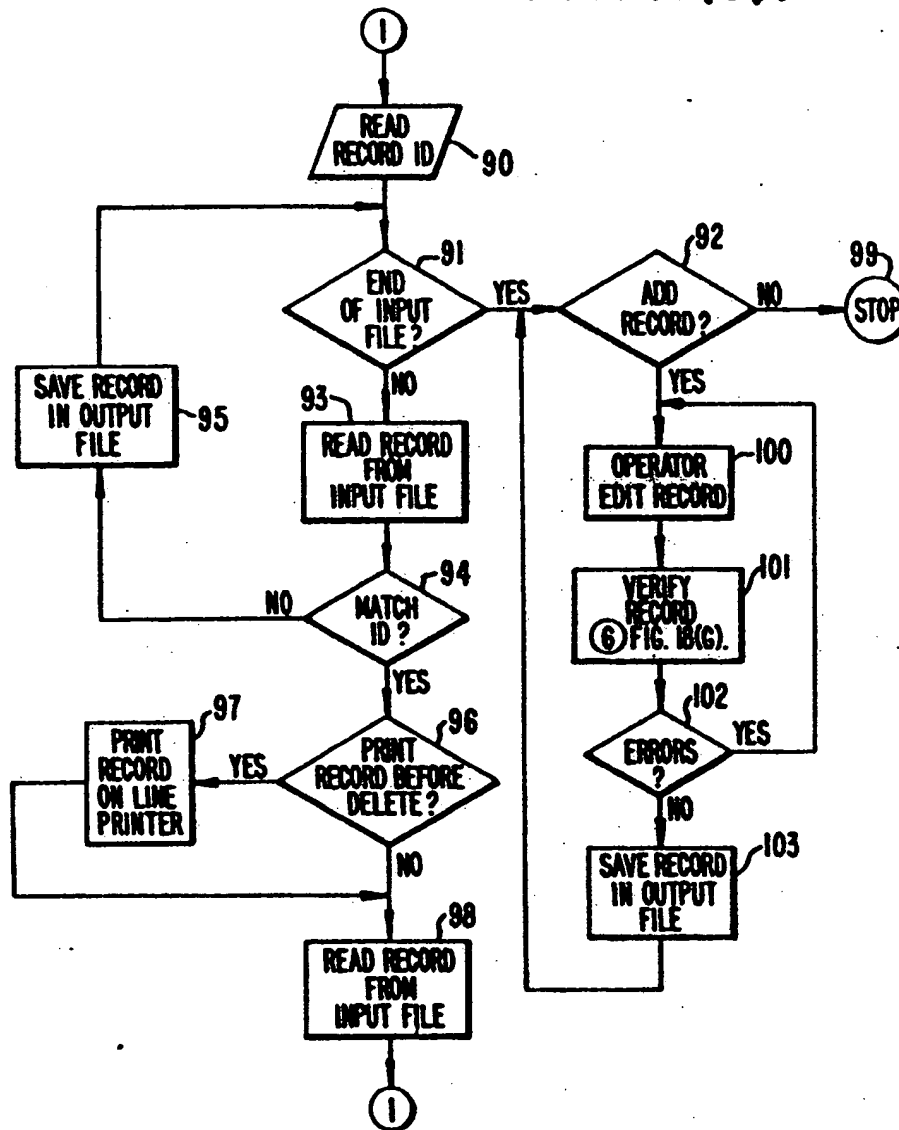 1
READ
RECORD ID
90
91
END
OF INPUT
FILE?
YES
NO
92
ADD
RECORD?
NO
YES
99
STOP
SAVE RECORD
IN OUTPUT
FILE
95
93
READ RECORD
FROM
INPUT FILE
OPERATOR
EDIT RECORD
100
94
MATCH
ID?
NO
YES
101
VERIFY
RECORD
6 FIG. 18(G).
102
ERRORS
?
YES
NO
97
PRINT
RECORD
ON LINE
PRINTER
96
PRINT
RECORD BEFORE
DELETE?
YES
NO
103
SAVE RECORD
IN OUTPUT
FILE
98
READ RECORD
FROM
INPUT FILE
1